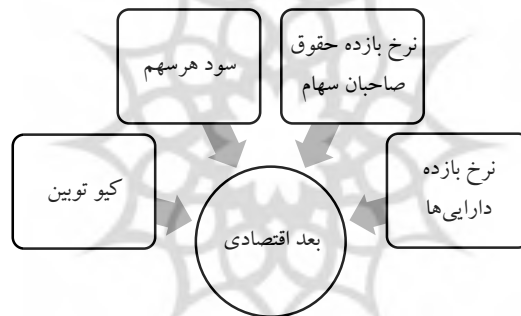 نرخ بازده حقوق
صاحبان سهام
سود هرسهم
نرخ بازده
دارایی‌ها
کیو توبین
بعد اقتصادی